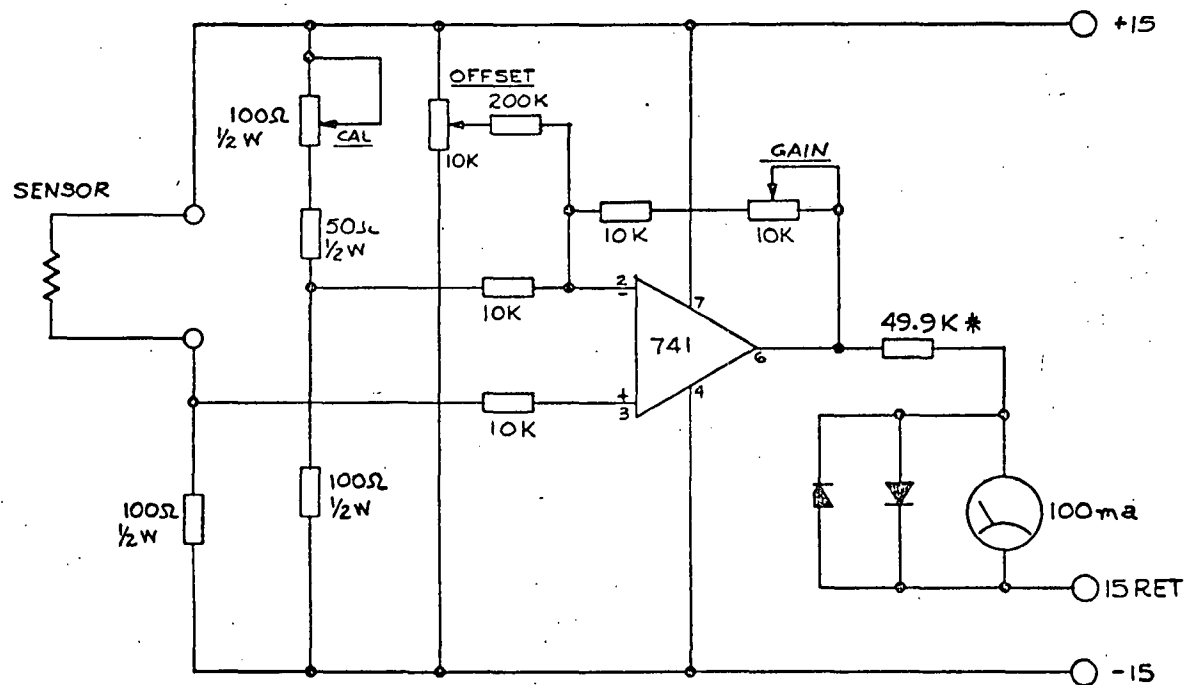 +15
OFFSET
200K
100Ω
½ W
CAL
10K
GAIN
SENSOR
50Ω
½ W
10K
10K
10K
2
-
7
741
6
49.9K *
+
3
4
10K
100Ω
½ W
100Ω
½ W
100ma
15 RET
-15